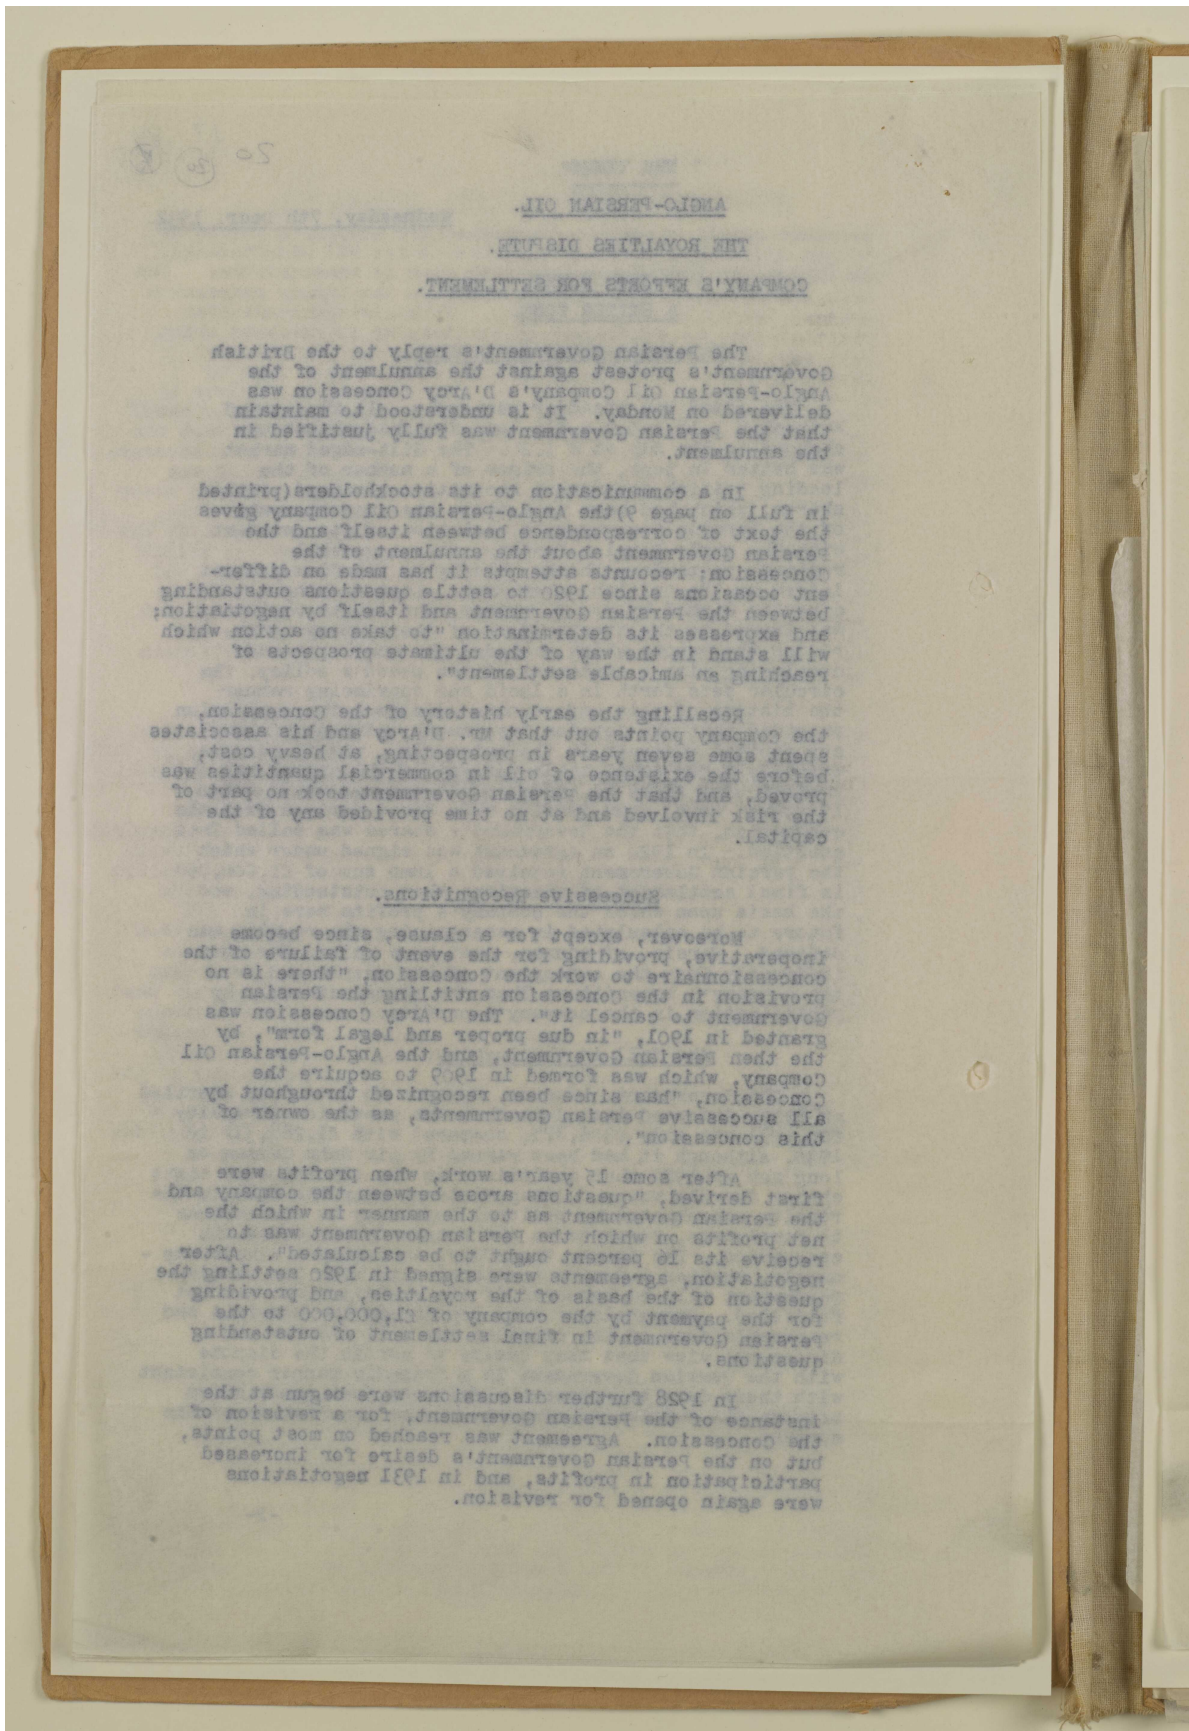 20
20
ANGLO-PERSIAN OIL.
Wednesday, 7th Decr. 1932
THE ROYALTIES DISPUTE.
COMPANY'S EFFORTS FOR SETTLEMENT.
The Persian Government's reply to the British
Government's protest against the annulment of the
Anglo-Persian Oil Company's D'Arcy Concession was
delivered on Monday. It is understood to maintain
that the Persian Government was fully justified in
the annulment.
In a communication to its stockholders(printed
in full on page 9)the Anglo-Persian Oil Company gives
the text of correspondence between itself and the
Persian Government about the annulment of the
Concession; recounts attempts it has made on differ-
ent occasions since 1920 to settle questions outstanding
between the Persian Government and itself by negotiation;
and expresses its determination "to take no action which
will stand in the way of the ultimate prospects of
reaching an amicable settlement".
Recalling the early history of the Concession,
the Company points out that Mr. D'Arcy and his associates
spent some seven years in prospecting, at heavy cost,
before the existence of oil in commercial quantities was
proved, and that the Persian Government took no part of
the risk involved and at no time provided any of the
capital.
Successive Recognitions.
Moreover, except for a clause, since become
inoperative, providing for the event of failure of the
concessionnaire to work the Concession, "there is no
provision in the Concession entitling the Persian
Government to cancel it". The D'Arcy Concession was
granted in 1901, "in due proper and legal form", by
the then Persian Government, and the Anglo-Persian Oil
Company, which was formed in 1909 to acquire the
Concession, "has since been recognized throughout by
all successive Persian Governments, as the owner of
this concession".
After some 15 year's work, when profits were
first derived, "questions arose between the company and
the Persian Government as to the manner in which the
net profits on which the Persian Government was to
receive its 16 percent ought to be calculated". After
negotiation, agreements were signed in 1920 settling the
question of the basis of the royalties, and providing
for the payment by the company of £1,000,000 to the
Persian Government in final settlement of outstanding
questions.
In 1928 further discussions were begun at the
instance of the Persian Government, for a revision of
the Concession. Agreement was reached on most points,
but on the Persian Government's desire for increased
participation in profits, and in 1931 negotiations
were again opened for revision.